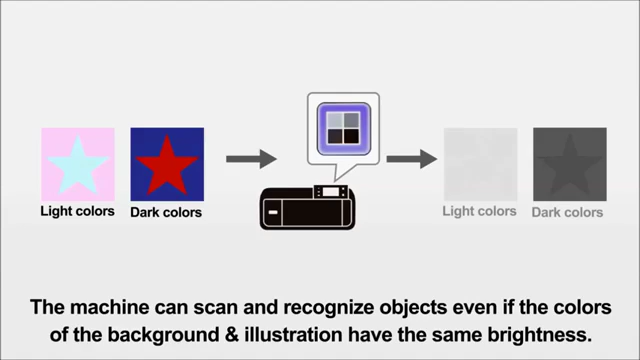 Light colors
Dark colors
Light colors
Dark colors
The machine can scan and recognize objects even if the colors
of the background & illustration have the same brightness.